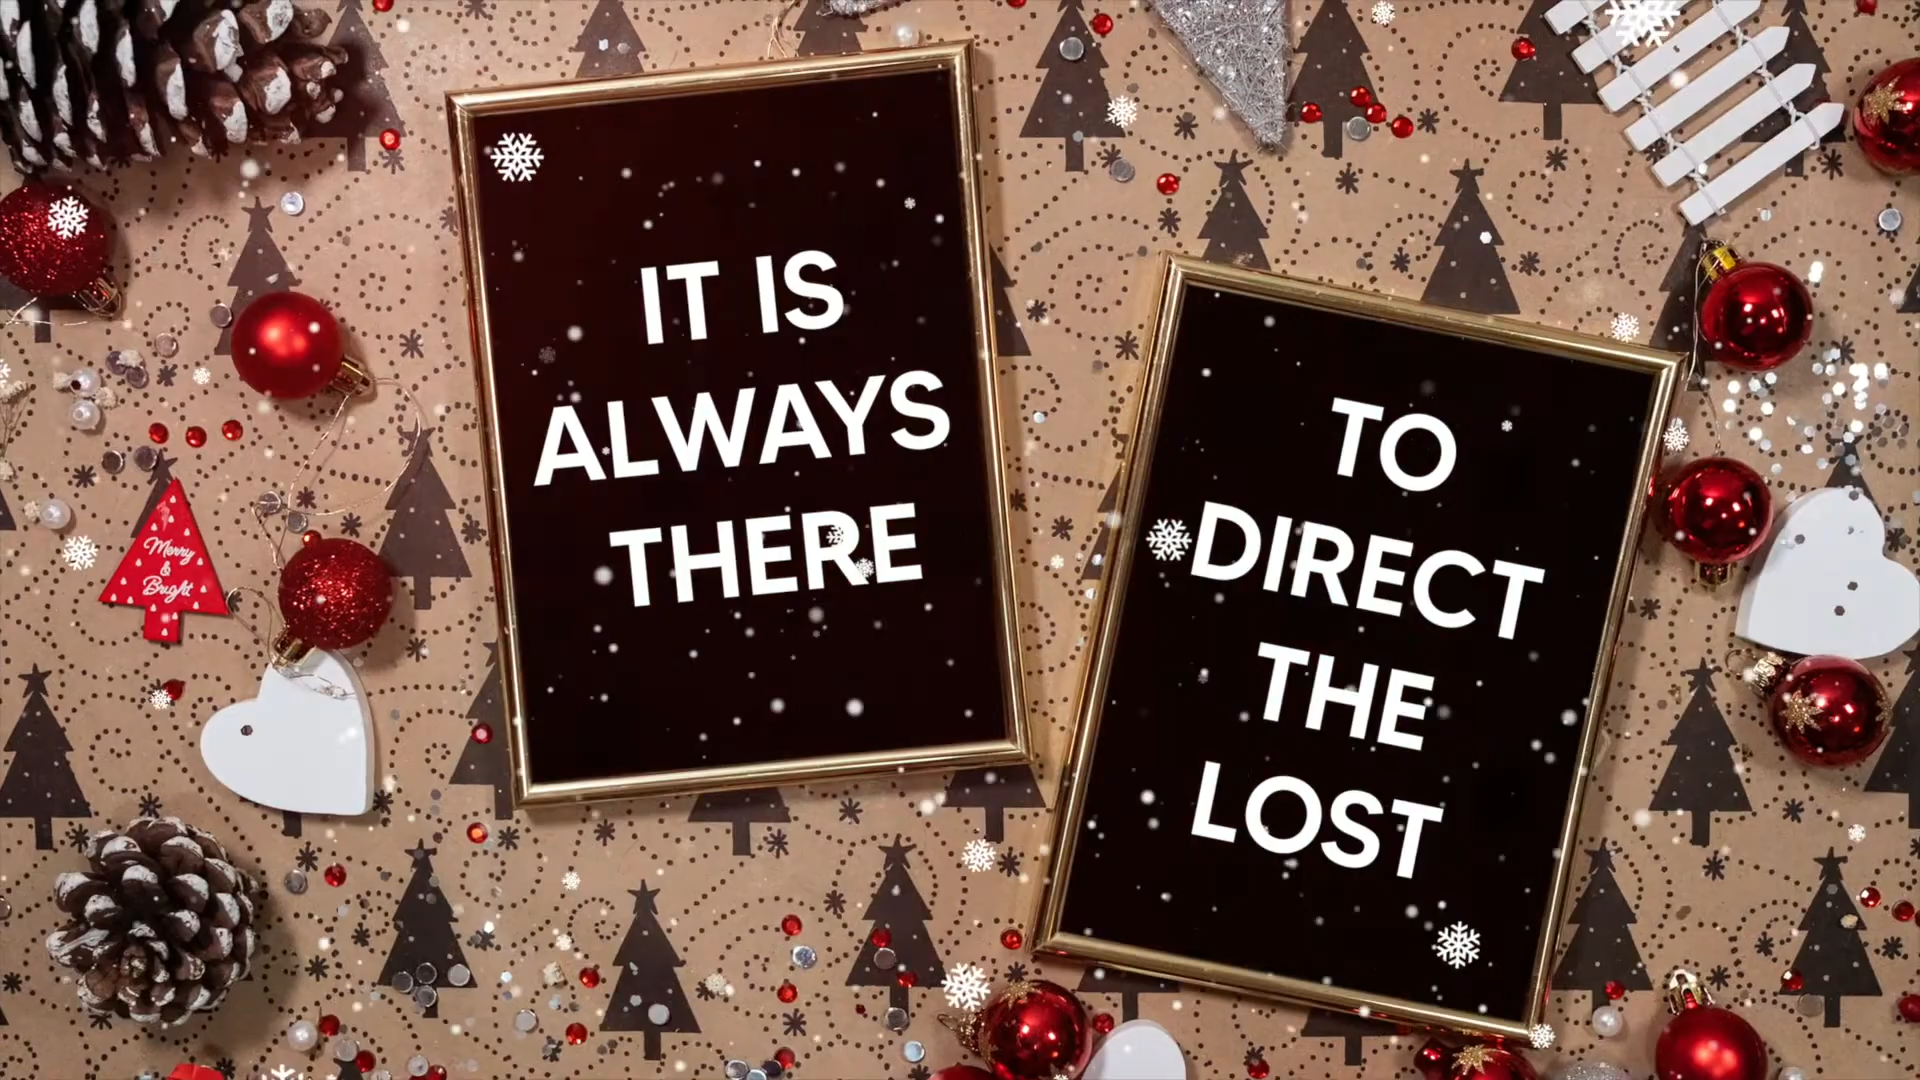 IT IS
ALWAYS
THERE
TO
DIRECT
THE
LOST
Merry
&
Bright